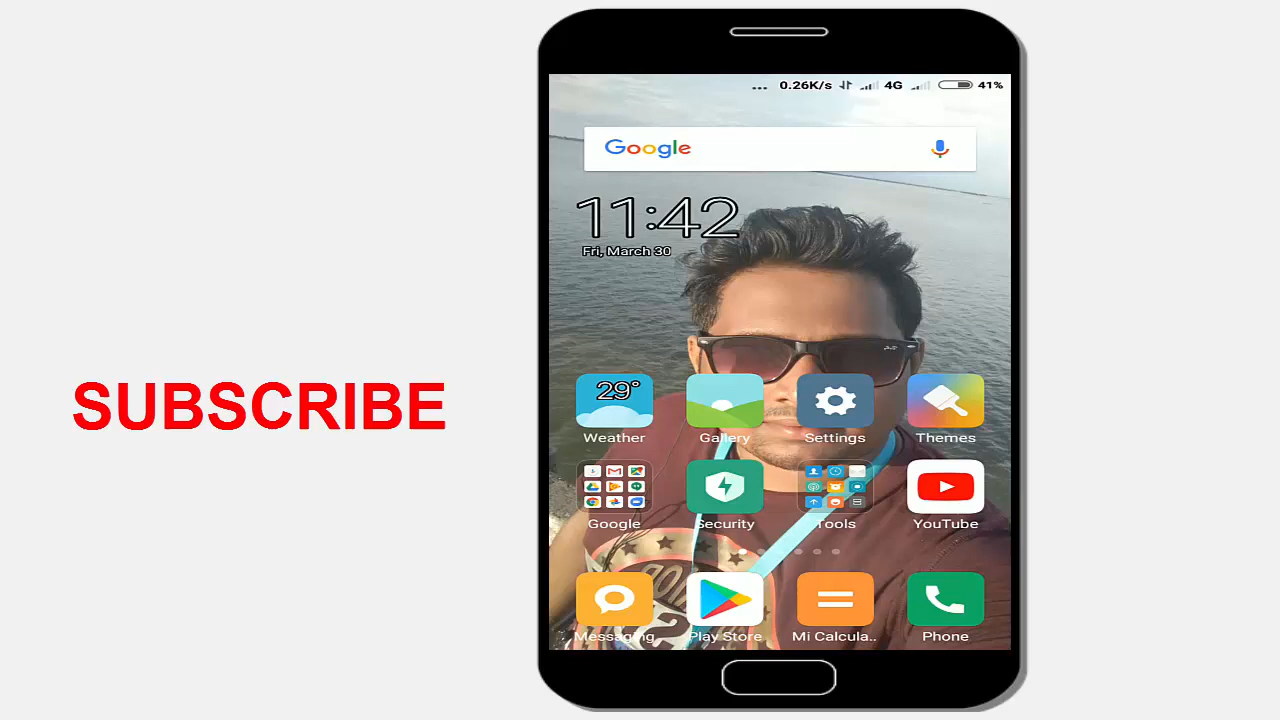 SUBSCRIBE
... 0.26K/s 4G 41%
Google
11:42
Fri, March 30
29°
Weather Gallery Settings Themes
Google Security Tools YouTube
Messaging Play Store Mi Calcula.. Phone